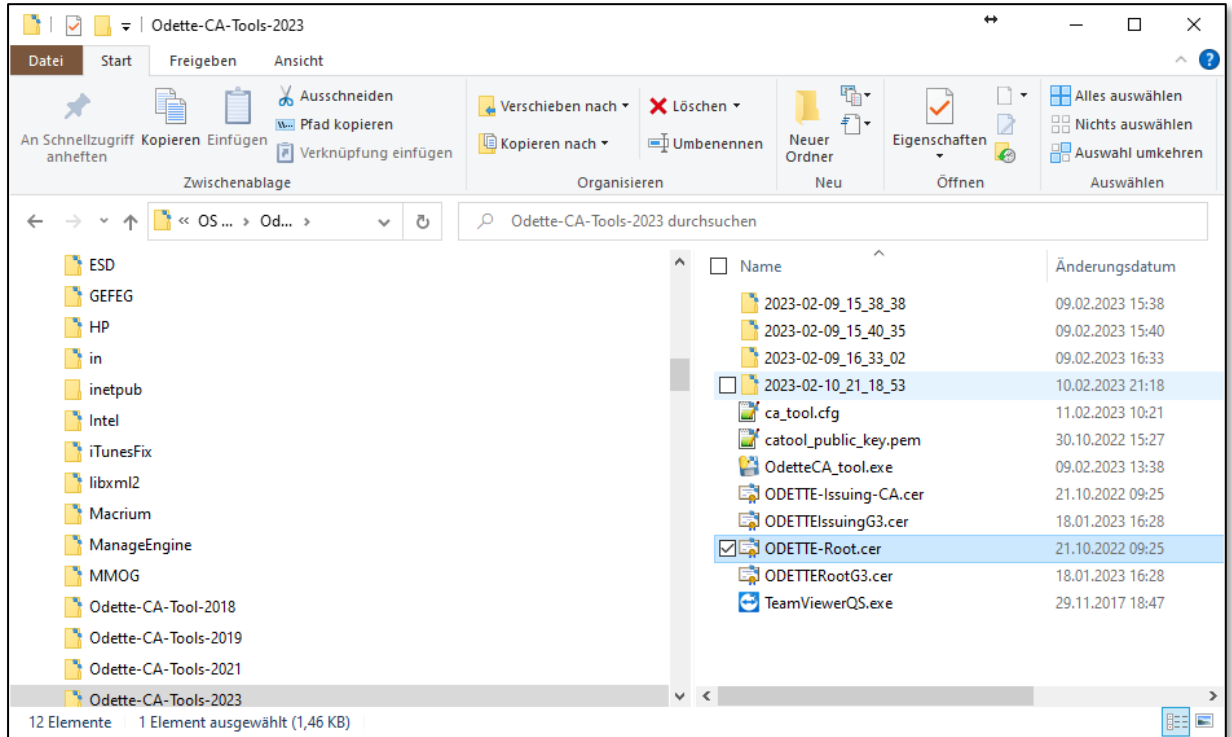 Odette-CA-Tools-2023
Datei Start Freigeben Ansicht
An Schnellzugriff anheften
Kopieren
Einfügen
Ausschneiden
Pfad kopieren
Verknüpfung einfügen
Zwischenablage
Verschieben nach
Kopieren nach
Löschen
Umbenennen
Organisieren
Neuer
Ordner
Neu
Eigenschaften
Öffnen
Alles auswählen
Nichts auswählen
Auswahl umkehren
Auswählen
« OS ... › Od... ›
Odette-CA-Tools-2023 durchsuchen
ESD
GEFEG
HP
in
inetpub
Intel
iTunesFix
libxml2
Macrium
ManageEngine
MMOG
Odette-CA-Tool-2018
Odette-CA-Tools-2019
Odette-CA-Tools-2021
Odette-CA-Tools-2023
Name Änderungsdatum
2023-02-09_15_38_38 09.02.2023 15:38
2023-02-09_15_40_35 09.02.2023 15:40
2023-02-09_16_33_02 09.02.2023 16:33
2023-02-10_21_18_53 10.02.2023 21:18
ca_tool.cfg 11.02.2023 10:21
catool_public_key.pem 30.10.2022 15:27
OdetteCA_tool.exe 09.02.2023 13:38
ODETTE-Issuing-CA.cer 21.10.2022 09:25
ODETTEIssuingG3.cer 18.01.2023 16:28
ODETTE-Root.cer 21.10.2022 09:25
ODETTERootG3.cer 18.01.2023 16:28
TeamViewerQS.exe 29.11.2017 18:47
12 Elemente 1 Element ausgewählt (1,46 KB)